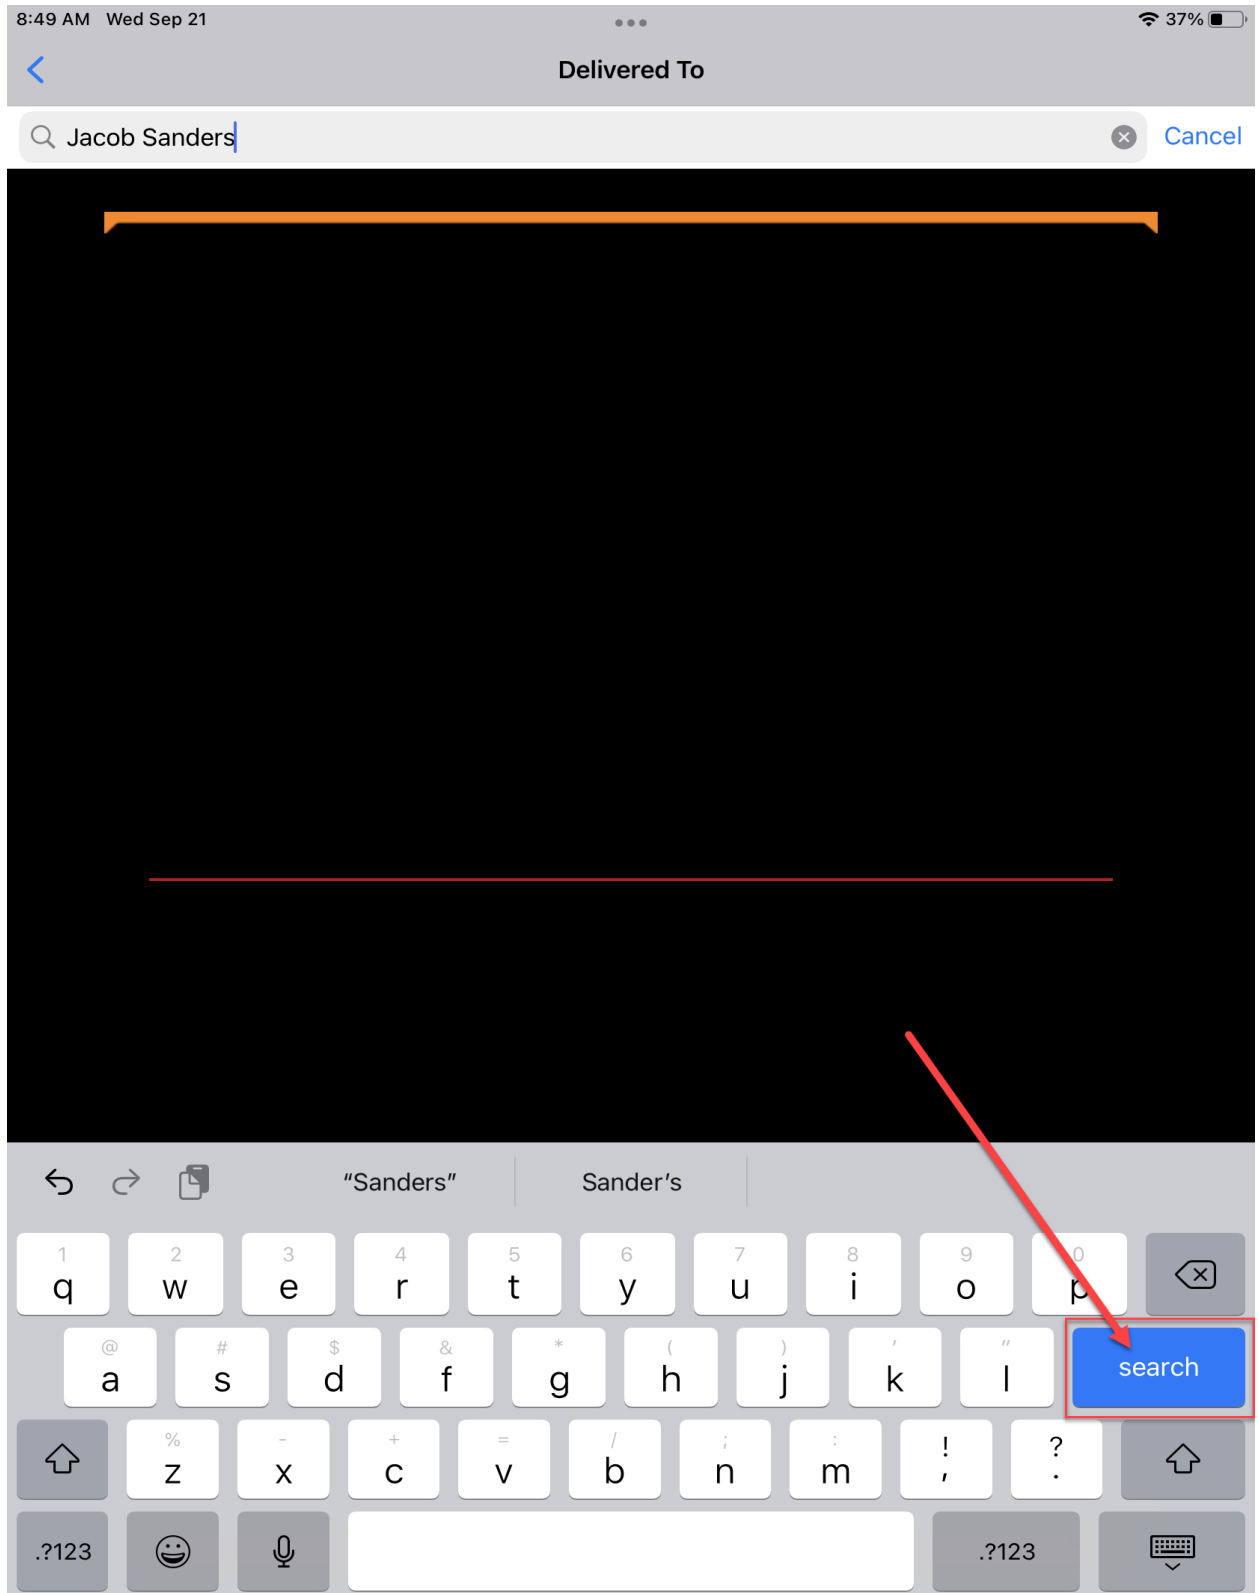 8:49 AM Wed Sep 21
37%
Delivered To
Jacob Sanders
Cancel
“Sanders” Sander’s
1 2 3 4 5 6 7 8 9 0
q w e r t y u i o p
@ # $ & * ( ) ' "
a s d f g h j k l search
% - + = / ; : ! ?
z x c v b n m , .
.?123 .?123